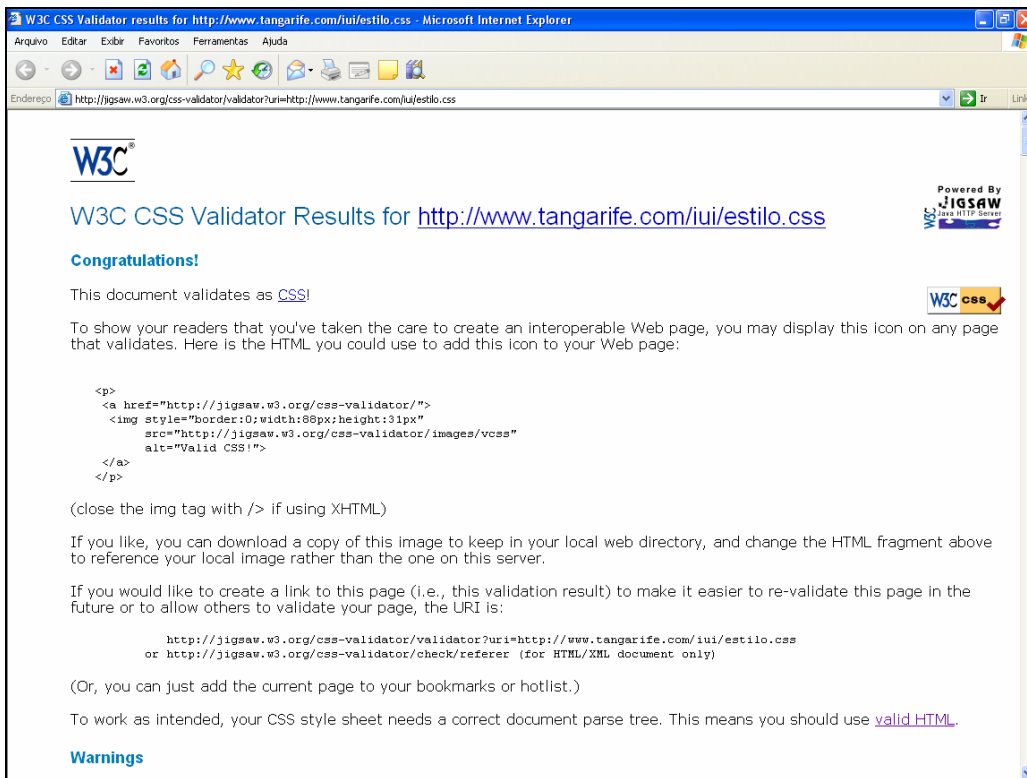 W3C CSS Validator results for http://www.tangarife.com/iui/estilo.css - Microsoft Internet Explorer
Arquivo Editar Exibir Favoritos Ferramentas Ajuda
Endereço http://jigsaw.w3.org/css-validator/validator?uri=http://www.tangarife.com/iui/estilo.css Ir Link
W3C®
Powered By
W3C JIGSAW
Java HTTP Server
W3C CSS Validator Results for http://www.tangarife.com/iui/estilo.css
Congratulations!
This document validates as CSS!
W3C css
To show your readers that you've taken the care to create an interoperable Web page, you may display this icon on any page
that validates. Here is the HTML you could use to add this icon to your Web page:
<p>
<a href="http://jigsaw.w3.org/css-validator/">
<img style="border:0;width:88px;height:31px"
src="http://jigsaw.w3.org/css-validator/images/vcss"
alt="Valid CSS!">
</a>
</p>
(close the img tag with /> if using XHTML)
If you like, you can download a copy of this image to keep in your local web directory, and change the HTML fragment above
to reference your local image rather than the one on this server.
If you would like to create a link to this page (i.e., this validation result) to make it easier to re-validate this page in the
future or to allow others to validate your page, the URI is:
http://jigsaw.w3.org/css-validator/validator?uri=http://www.tangarife.com/iui/estilo.css
or http://jigsaw.w3.org/css-validator/check/referer (for HTML/XML document only)
(Or, you can just add the current page to your bookmarks or hotlist.)
To work as intended, your CSS style sheet needs a correct document parse tree. This means you should use valid HTML.
Warnings